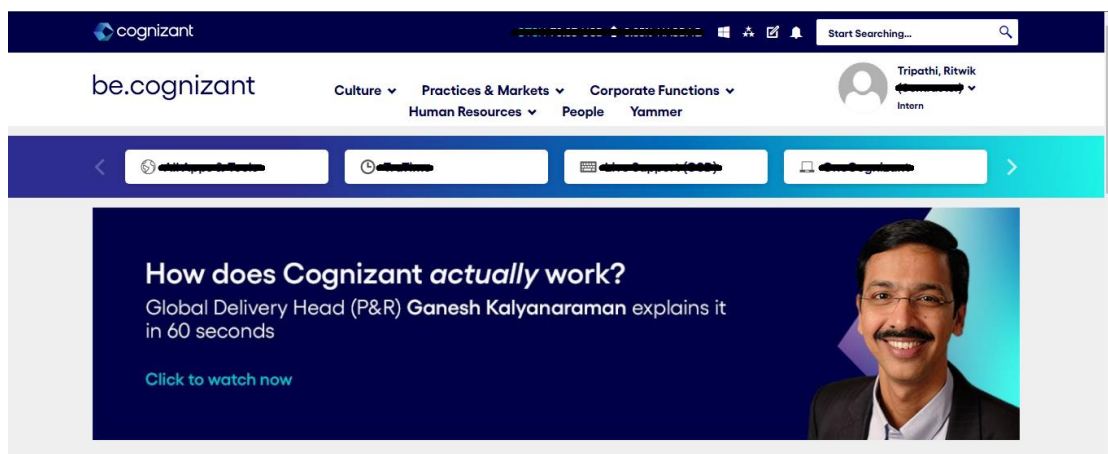 cognizant
Start Searching...
be.cognizant
Culture Practices & Markets Corporate Functions
Human Resources People Yammer
Tripathi, Ritwik
Intern
How does Cognizant actually work?
Global Delivery Head (P&R) Ganesh Kalyanaraman explains it
in 60 seconds
Click to watch now